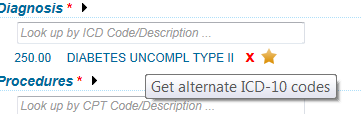 Diagnosis *
Look up by ICD Code/Description ...
250.00 DIABETES UNCOMPL TYPE II x
Get alternate ICD-10 codes
Procedures *
Look up by CPT Code/Description ...